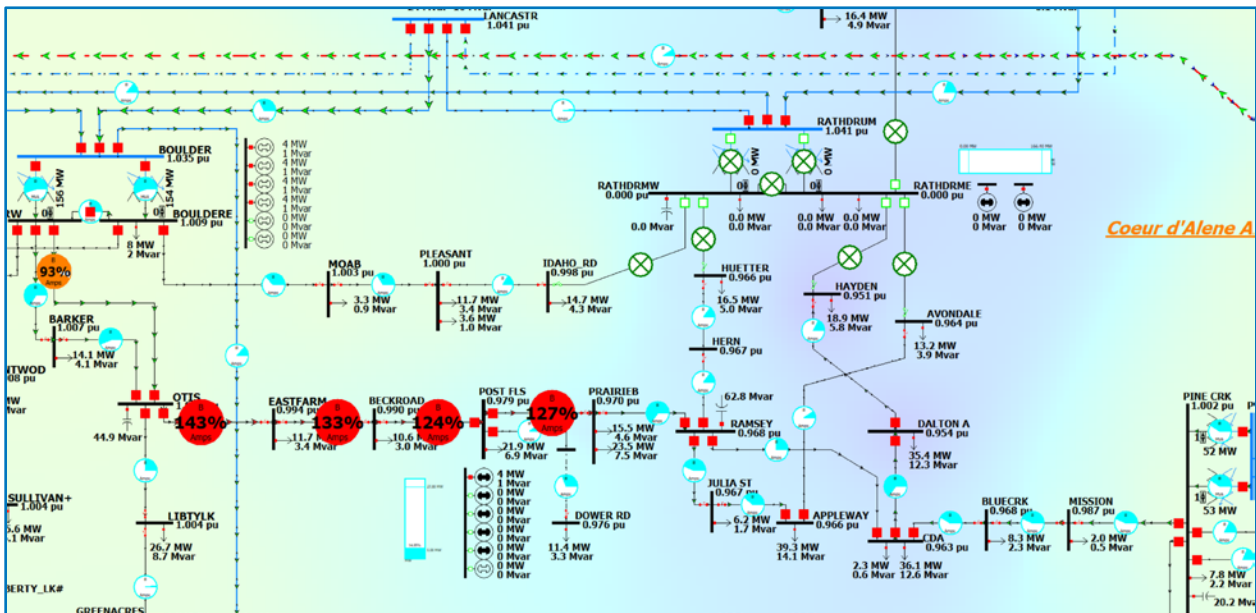 LANCASTR
1.041 pu
16.4 MW
4.9 Mvar
RATHDRUM
1.041 pu
BOULDER
1.035 pu
156 MW
154 MW
4 MW
1 Mvar
4 MW
1 Mvar
4 MW
1 Mvar
4 MW
1 Mvar
0 MW
0 Mvar
0 MW
0 Mvar
0 MW
0 MW
RATHDRMW
0.000 pu
RATHDRME
0.000 pu
0.0 Mvar
0.0 MW
0.0 Mvar
0.0 MW
0.0 Mvar
0.0 MW
0.0 Mvar
0 MW
0 Mvar
0 MW
0 Mvar
Coeur d'Alene A
RW
BOULDERE
1.009 pu
8 MW
2 Mvar
B
93%
Amps
MOAB
1.003 pu
3.3 MW
0.9 Mvar
PLEASANT
1.000 pu
11.7 MW
3.4 Mvar
3.6 MW
1.0 Mvar
IDAHO_RD
0.998 pu
14.7 MW
4.3 Mvar
HUETTER
0.966 pu
16.5 MW
5.0 Mvar
HAYDEN
0.951 pu
18.9 MW
5.8 Mvar
AVONDALE
0.964 pu
13.2 MW
3.9 Mvar
BARKER
1.007 pu
14.1 MW
4.1 Mvar
HERN
0.967 pu
NTWOD
08 pu
MW
Mvar
OTIS
44.9 Mvar
B
143%
Amps
EASTFARM
0.994 pu
11.7
3.4 Mvar
B
133%
Amps
BECKROAD
0.990 pu
10.6
3.0 Mvar
B
124%
Amps
POST FLS
0.979 pu
21.9 MW
6.9 Mvar
B
127%
Amps
PRAIRIEB
0.970 pu
15.5 MW
4.6 Mvar
23.5 MW
7.5 Mvar
62.8 Mvar
RAMSEY
0.968 pu
DALTON A
0.954 pu
35.4 MW
12.3 Mvar
PINE CRK
1.002 pu
52 MW
53 MW
4 MW
1 Mvar
0 MW
0 Mvar
0 MW
0 Mvar
0 MW
0 Mvar
0 MW
0 Mvar
0 MW
0 Mvar
DOWER RD
0.976 pu
11.4 MW
3.3 Mvar
JULIA ST
0.967 pu
6.2 MW
1.7 Mvar
APPLEWAY
0.966 pu
39.3 MW
14.1 Mvar
CDA
0.963 pu
2.3 MW
0.6 Mvar
36.1 MW
12.6 Mvar
BLUECRK
0.968 pu
8.3 MW
2.3 Mvar
MISSION
0.987 pu
2.0 MW
0.5 Mvar
7.8 MW
2.2 Mvar
20.2 Mvar
SULLIVAN+
1.004 pu
6.6 MW
.1 Mvar
LIBTYLK
1.004 pu
26.7 MW
8.7 Mvar
BERTY_LK#
GREENACRES